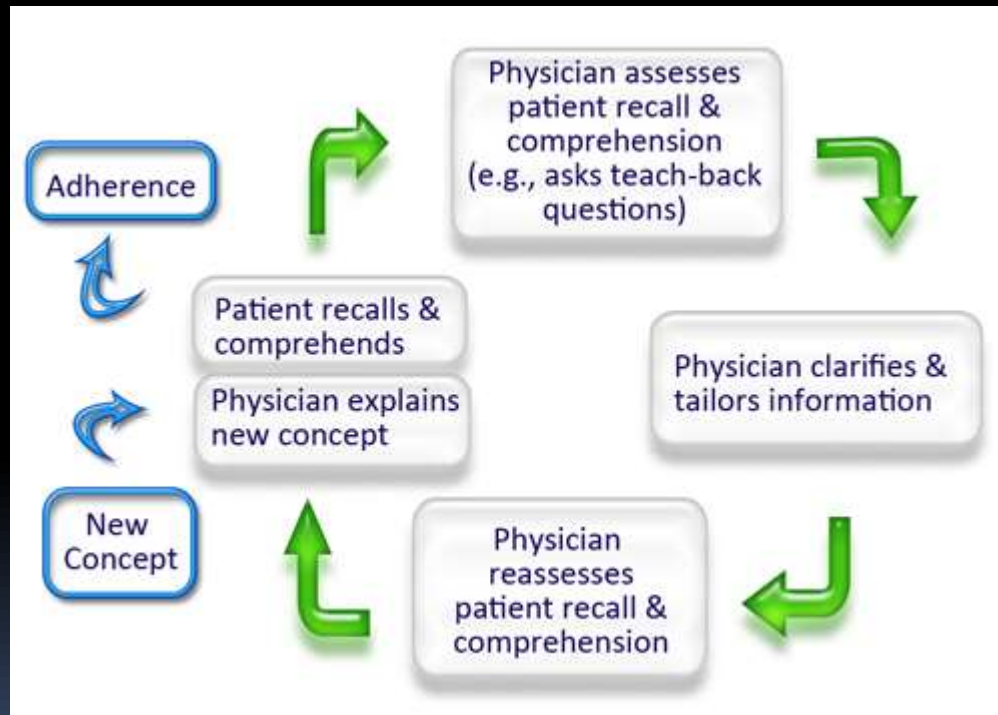 Physician assesses
patient recall &
comprehension
(e.g., asks teach-back
questions)
Adherence
Patient recalls &
comprehends
Physician explains
new concept
Physician clarifies &
tailors information
New
Concept
Physician
reassesses
patient recall &
comprehension